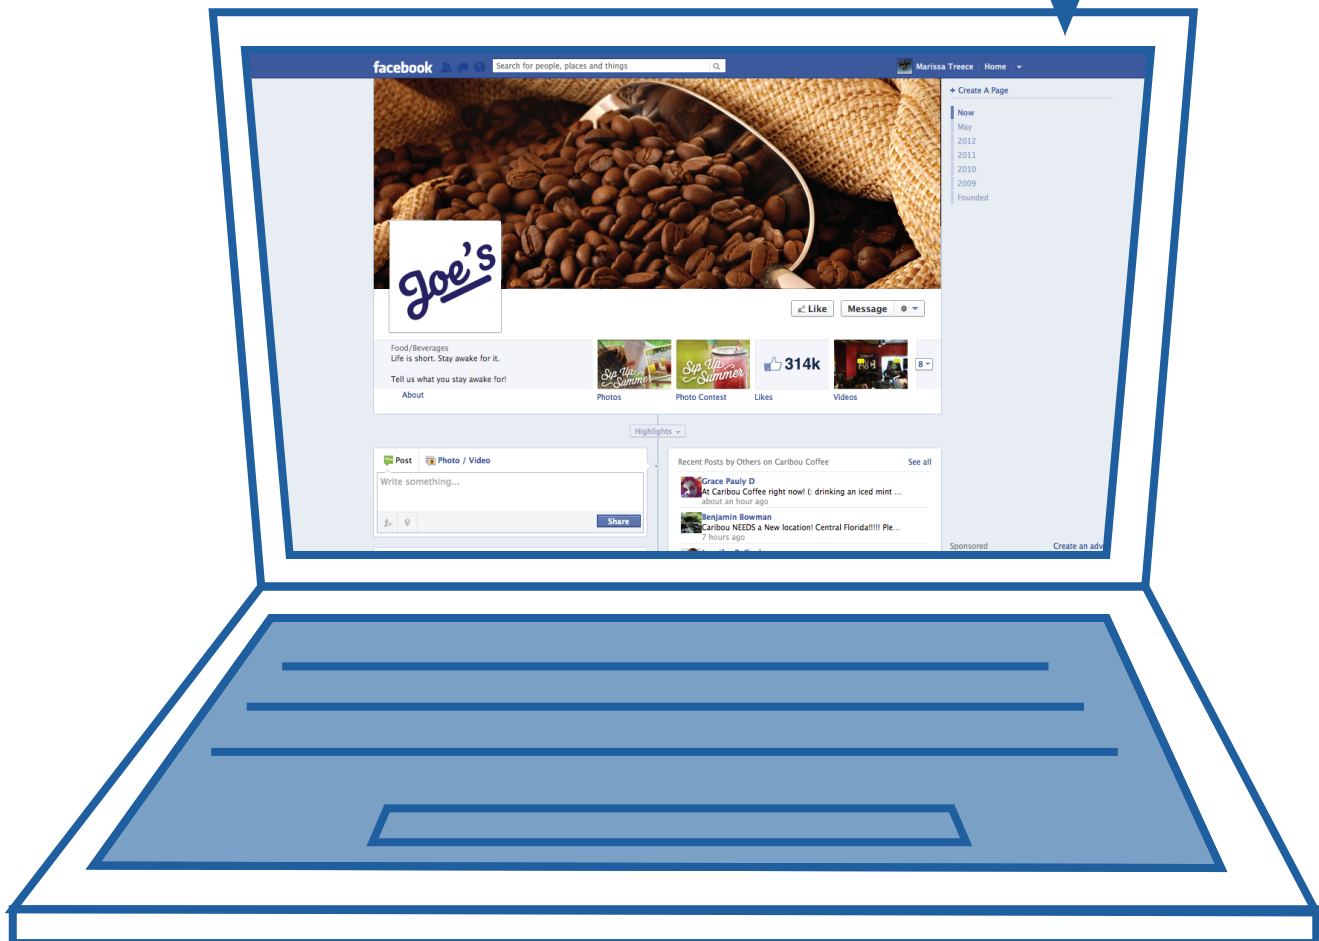 facebook
Search for people, places and things
Marissa Treece
Home
+ Create A Page
Now
May
2012
2011
2010
2009
Founded
Joe's
Like
Message
Food/Beverages
Life is short. Stay awake for it.
Tell us what you stay awake for!
About
Sip Up Summer
Photos
Sip Up Summer
Photo Contest
314k
Likes
Videos
8
Highlights
Post
Photo / Video
Write something...
Share
Recent Posts by Others on Caribou Coffee
See all
Grace Pauly D
At Caribou Coffee right now! (: drinking an iced mint ...
about an hour ago
Benjamin Bowman
Caribou NEEDS a New location! Central Florida!!!!! Ple...
7 hours ago
Sponsored
Create an adv